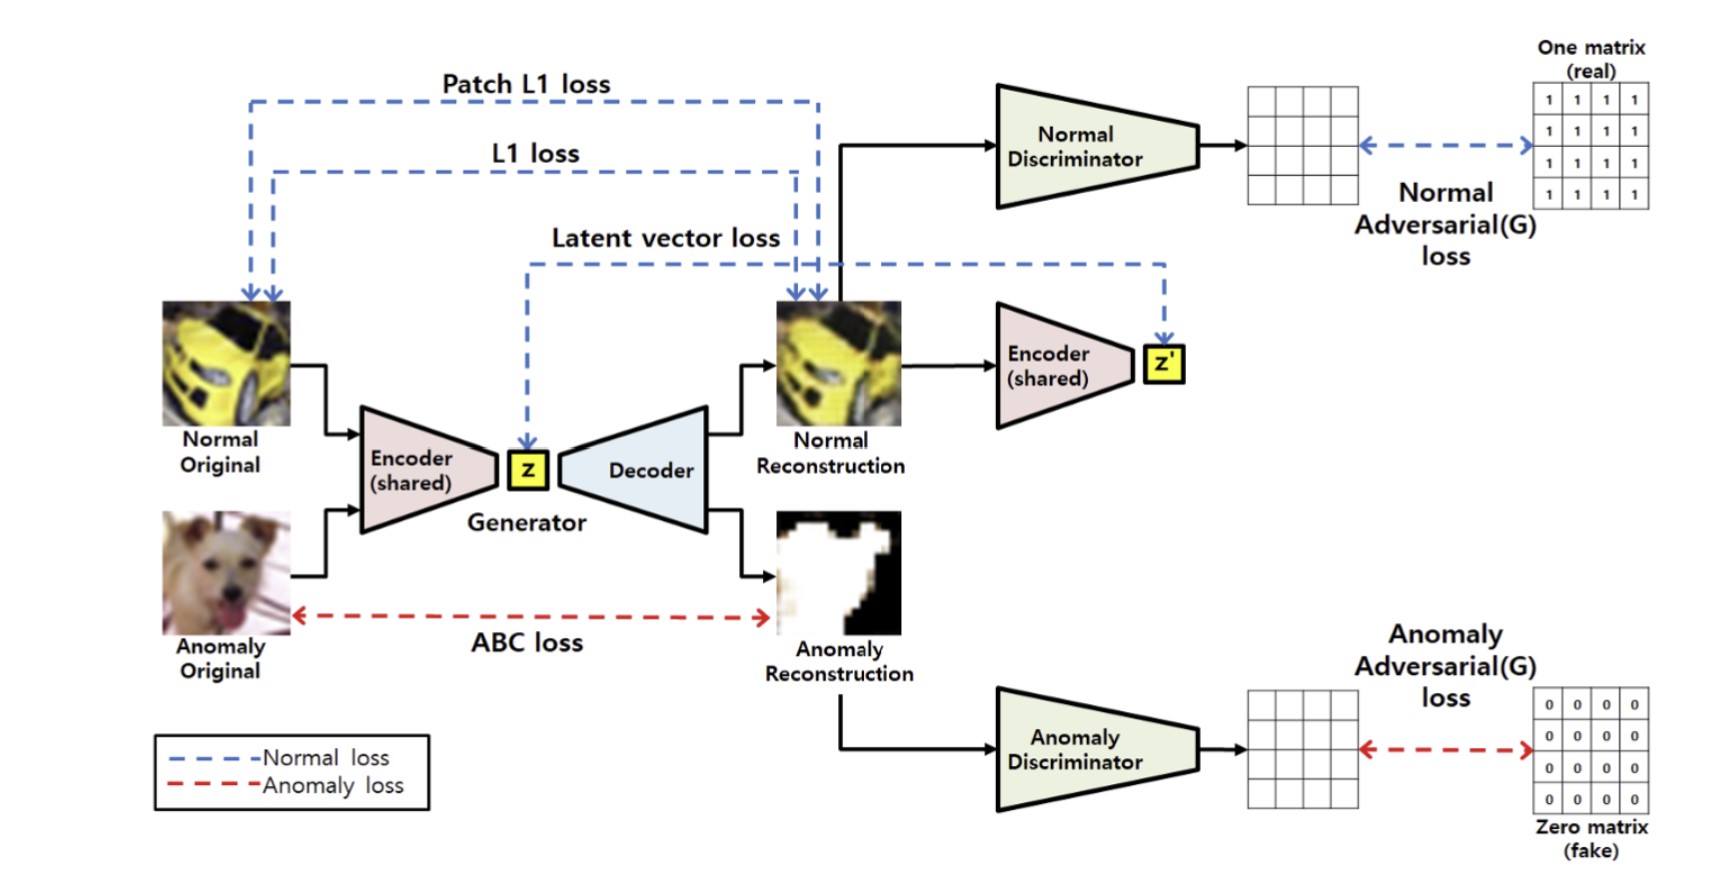 Patch L1 loss
L1 loss
Latent vector loss
Normal
Original
Anomaly
Original
Encoder
(shared)
z
Generator
Decoder
ABC loss
Normal
Reconstruction
Anomaly
Reconstruction
Normal
Discriminator
Encoder
(shared)
z'
Anomaly
Discriminator
Normal
Adversarial(G)
loss
One matrix
(real)
1 1 1 1
1 1 1 1
1 1 1 1
1 1 1 1
Anomaly
Adversarial(G)
loss
0 0 0 0
0 0 0 0
0 0 0 0
0 0 0 0
Zero matrix
(fake)
Normal loss
Anomaly loss